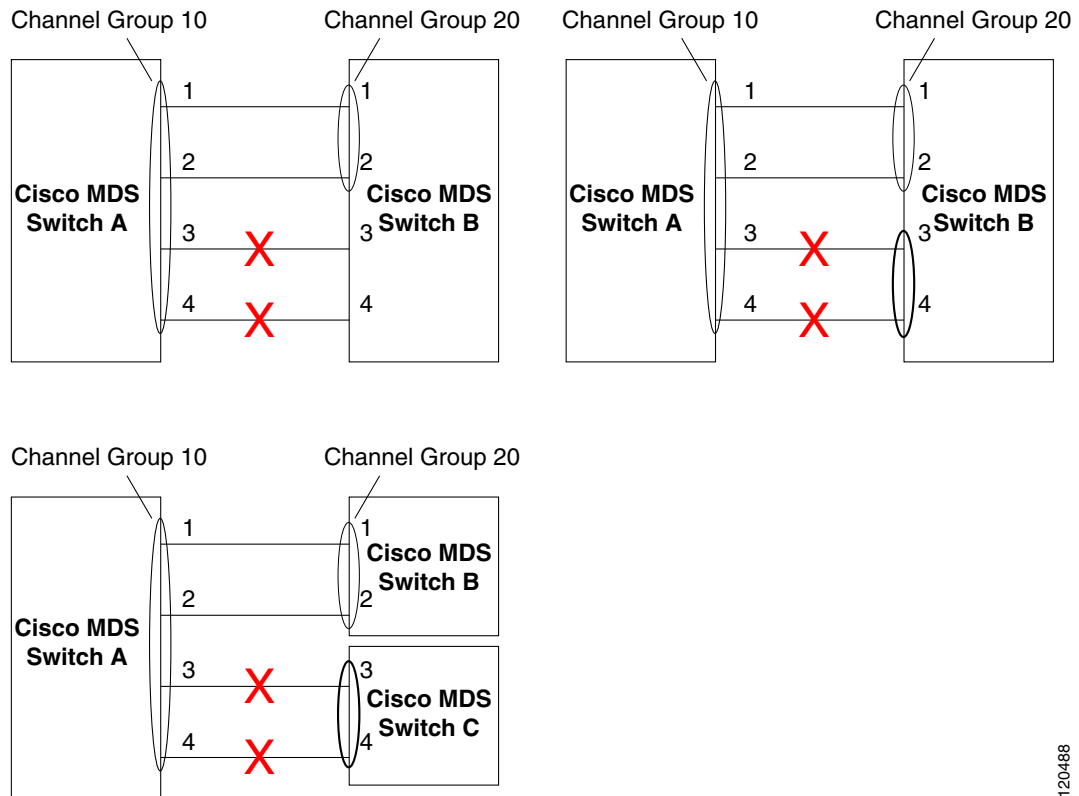 Channel Group 10
Channel Group 20
1
1
2
2
Cisco MDS
Switch A
Cisco MDS
Switch B
3
X
3
4
X
4
Channel Group 10
Channel Group 20
1
1
2
2
Cisco MDS
Switch A
Cisco MDS
Switch B
3
X
3
4
X
4
Channel Group 10
Channel Group 20
1
1
Cisco MDS
Switch B
2
2
Cisco MDS
Switch A
3
X
3
Cisco MDS
Switch C
4
X
4
120488